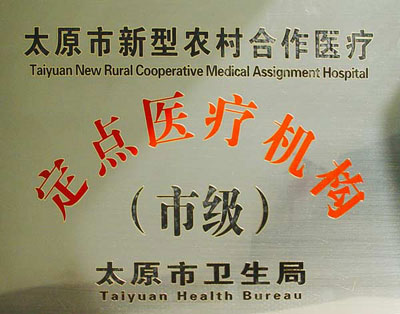 太原市新型农村合作医疗
Taiyuan New Rural Cooperative Medical Assignment Hospital
定点医疗机构
（市级）
太原市卫生局
Taiyuan Health Bureau